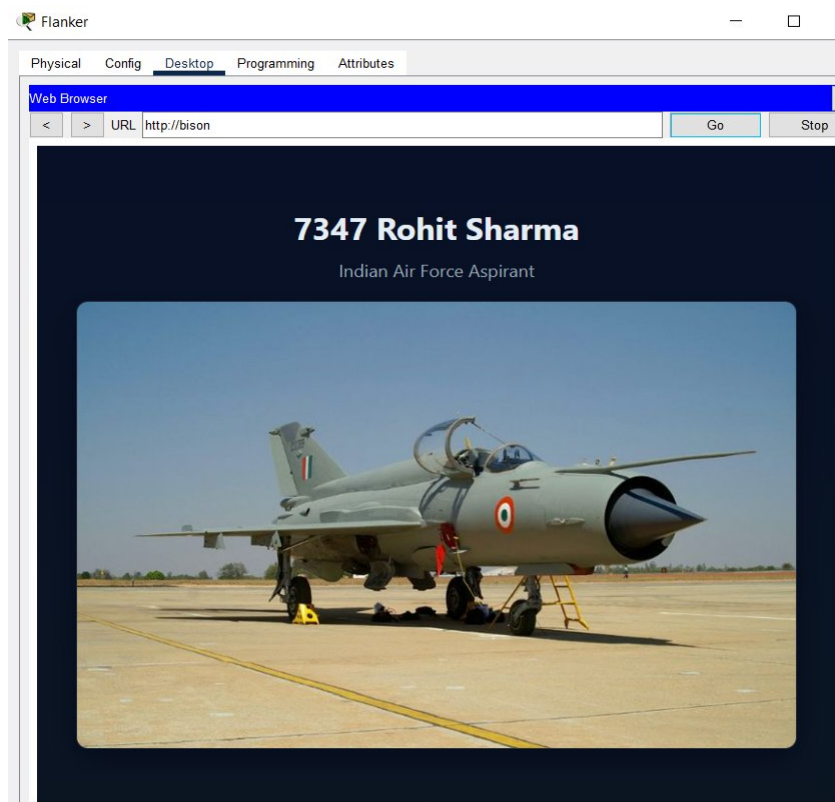 Flanker
Physical Config Desktop Programming Attributes
Web Browser
< > URL http://bison Go Stop
7347 Rohit Sharma
Indian Air Force Aspirant